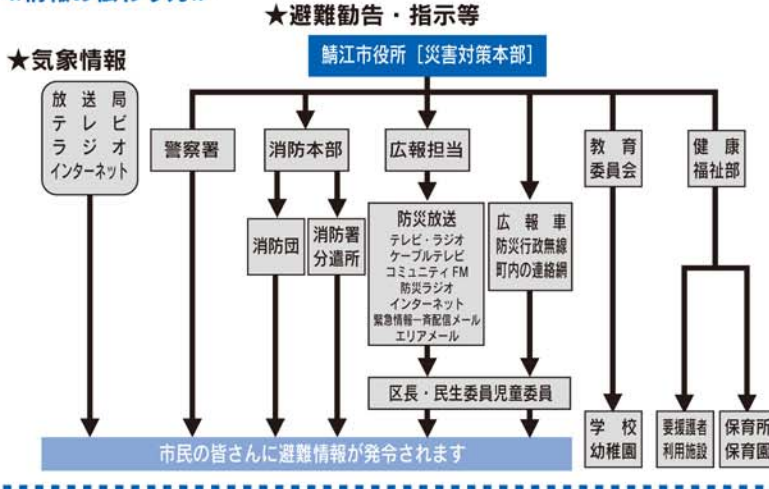 ★避難勧告・指示等
鯖江市役所［災害対策本部］
★気象情報
放送局
テレビ
ラジオ
インターネット
警察署
消防本部
広報担当
教育
委員会
健康
福祉部
消防団
消防署
分遣所
防災放送
テレビ・ラジオ
ケーブルテレビ
コミュニティFM
防災ラジオ
インターネット
緊急情報一斉配信メール
エリアメール
広報車
防災行政無線
町内の連絡網
区長・民生委員児童委員
学校
幼稚園
要援護者
利用施設
保育所
保育園
市民の皆さんに避難情報が発令されます